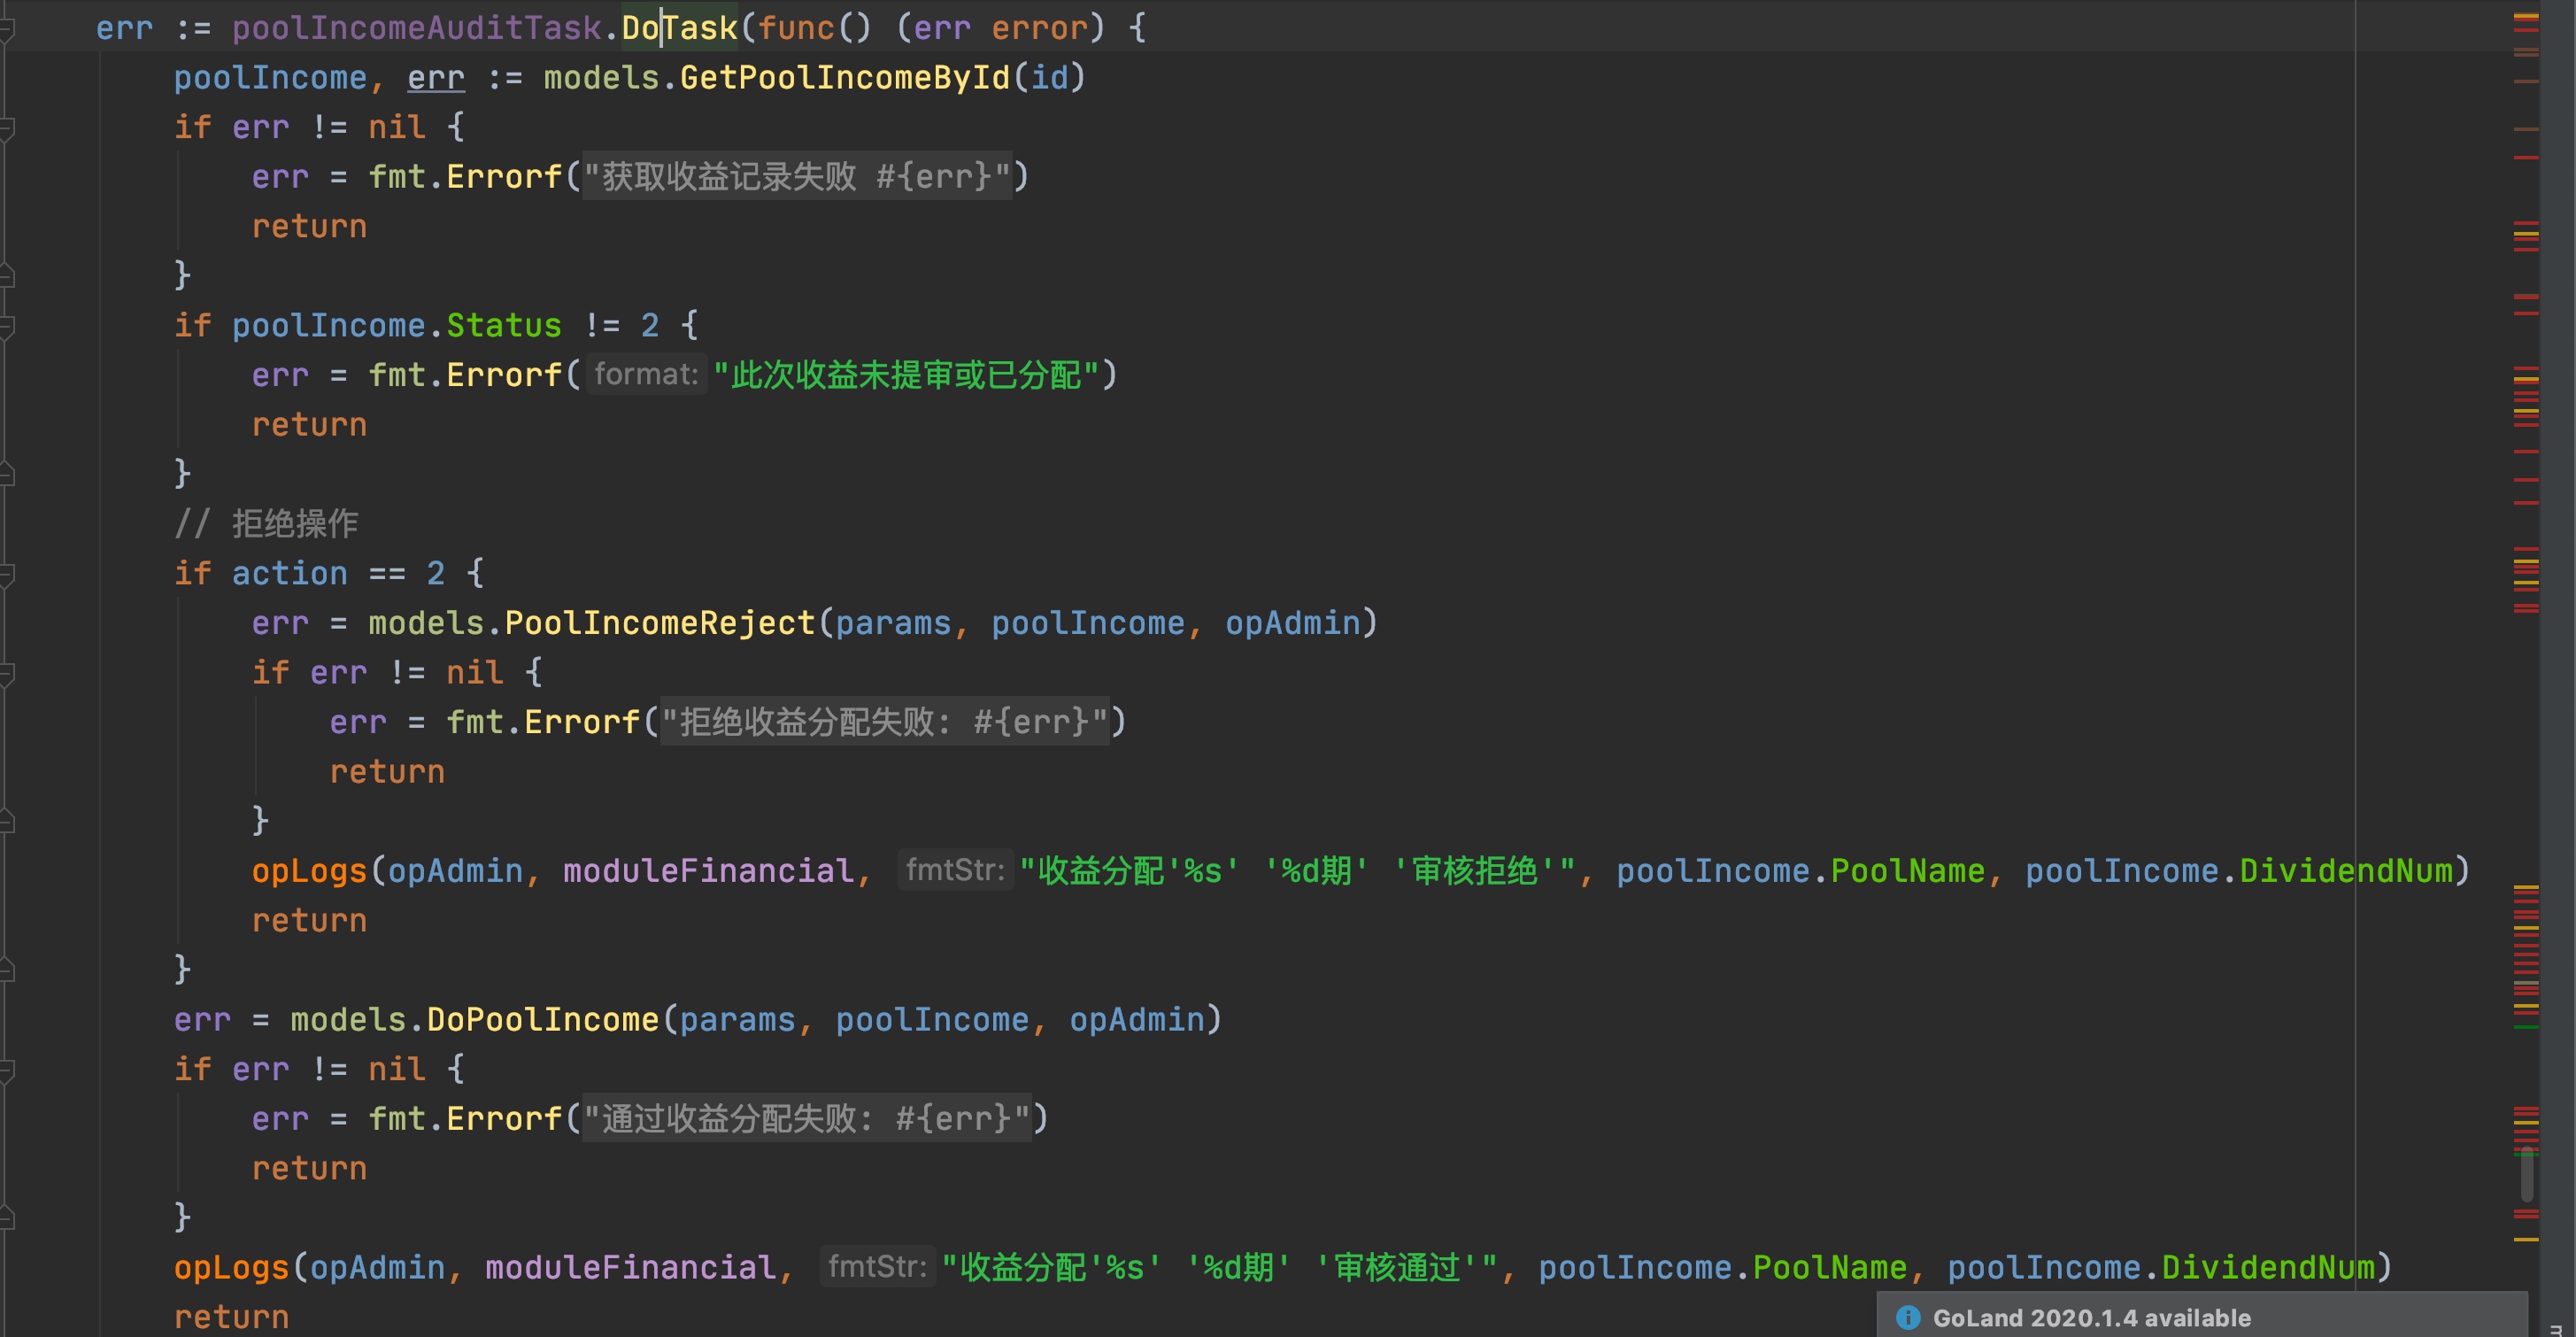 err := poolIncomeAuditTask.DoTask(func() (err error) {
poolIncome, err := models.GetPoolIncomeById(id)
if err != nil {
err = fmt.Errorf("获取收益记录失败 #{err}")
return
}
if poolIncome.Status != 2 {
err = fmt.Errorf( format: "此次收益未提审或已分配")
return
}
// 拒绝操作
if action == 2 {
err = models.PoolIncomeReject(params, poolIncome, opAdmin)
if err != nil {
err = fmt.Errorf("拒绝收益分配失败: #{err}")
return
}
opLogs(opAdmin, moduleFinancial, fmtStr: "收益分配'%s' '%d期' '审核拒绝'", poolIncome.PoolName, poolIncome.DividendNum)
return
}
err = models.DoPoolIncome(params, poolIncome, opAdmin)
if err != nil {
err = fmt.Errorf("通过收益分配失败: #{err}")
return
}
opLogs(opAdmin, moduleFinancial, fmtStr: "收益分配'%s' '%d期' '审核通过'", poolIncome.PoolName, poolIncome.DividendNum)
return
GoLand 2020.1.4 available